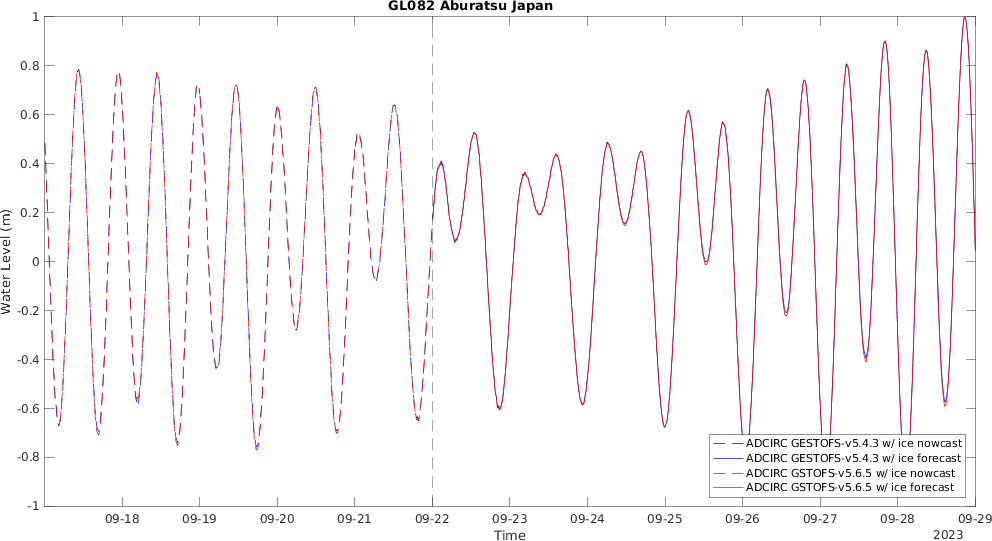 GL082 Aburatsu Japan
Water Level (m)
1
0.8
0.6
0.4
0.2
0
-0.2
-0.4
-0.6
-0.8
-1
ADCIRC GESTOFS-v5.4.3 w/ ice nowcast
ADCIRC GESTOFS-v5.4.3 w/ ice forecast
ADCIRC GSTOFS-v5.6.5 w/ ice nowcast
ADCIRC GSTOFS-v5.6.5 w/ ice forecast
09-18 09-19 09-20 09-21 09-22 09-23 09-24 09-25 09-26 09-27 09-28 09-29
Time
2023